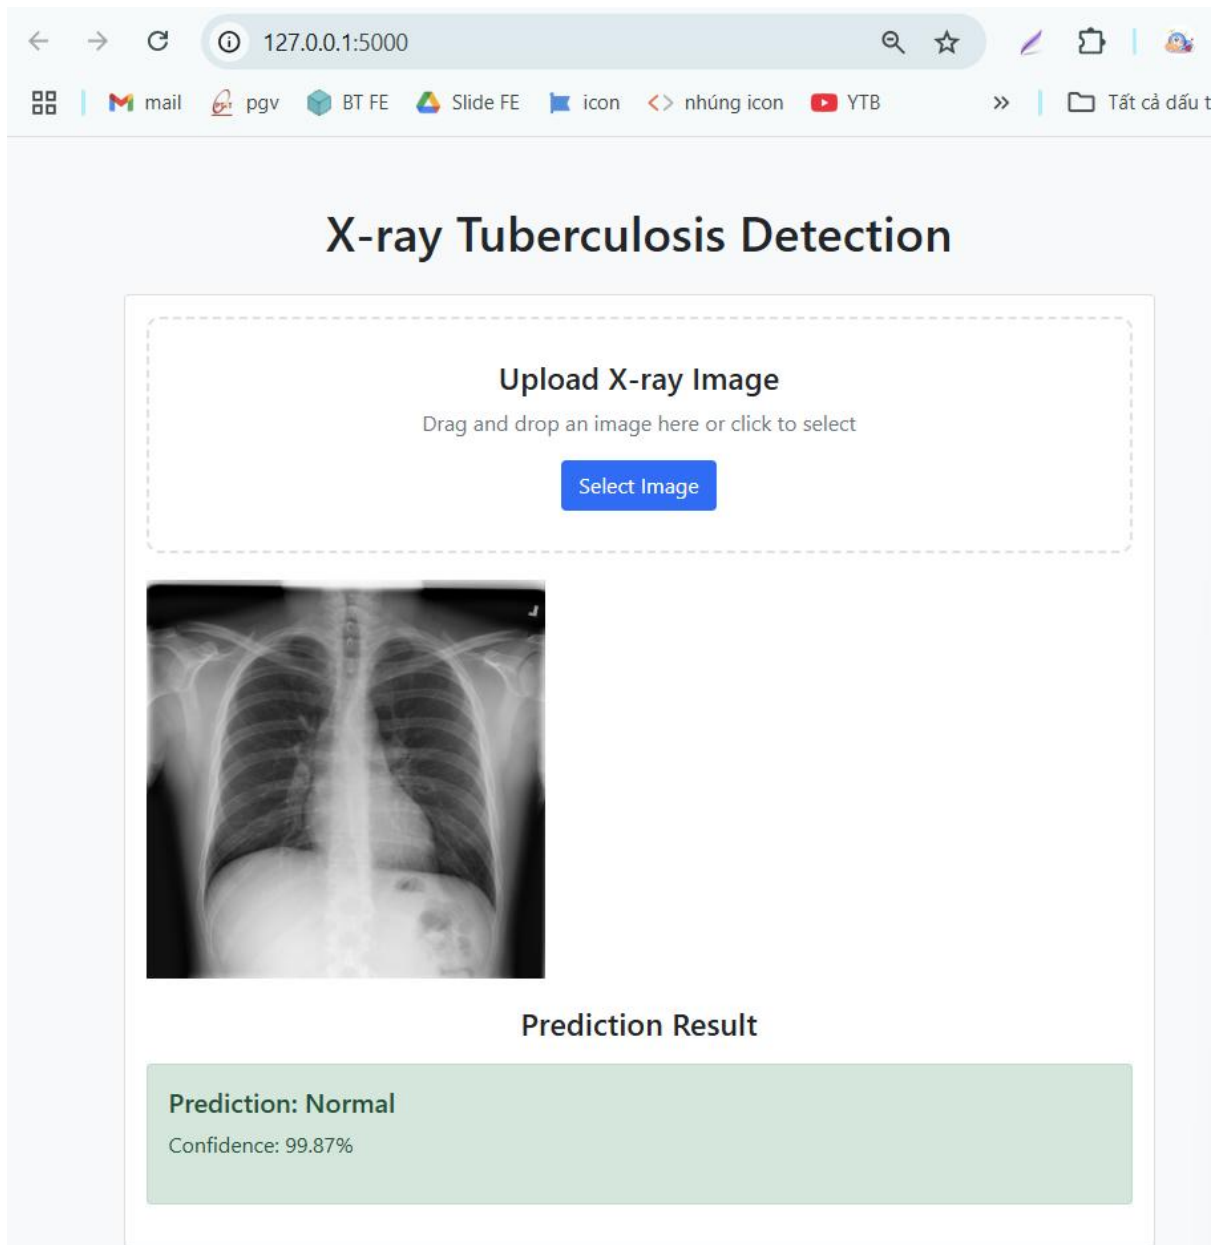 127.0.0.1:5000
mail pgv BT FE Slide FE icon <> nhúng icon YTB » Tất cả dấu t
X-ray Tuberculosis Detection
Upload X-ray Image
Drag and drop an image here or click to select
Select Image
Prediction Result
Prediction: Normal
Confidence: 99.87%